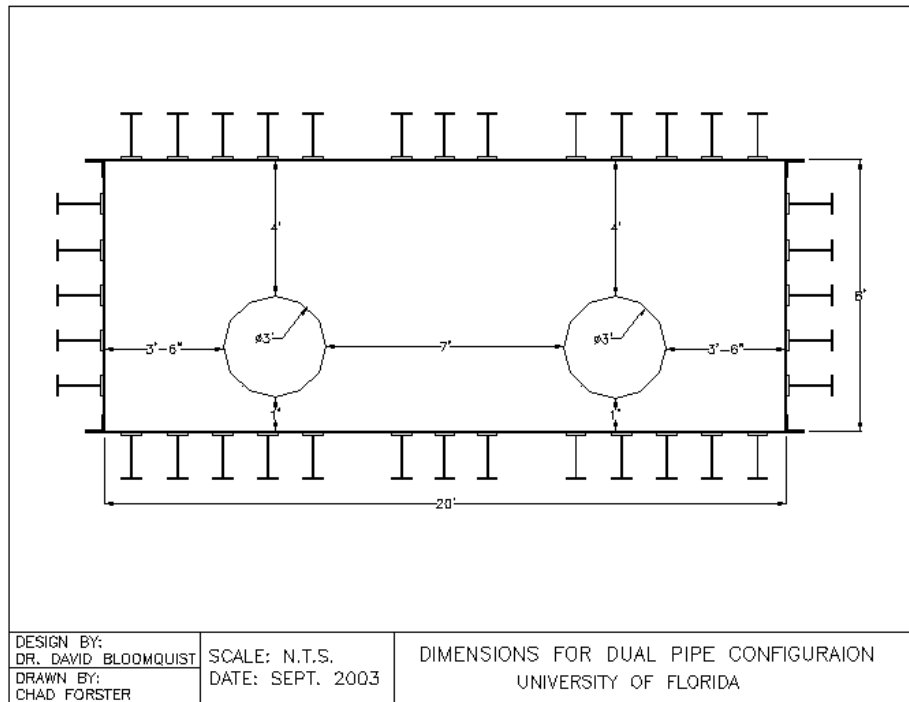 4'
4'
8'
ø3'
ø3'
3'-6"
7'
3'-6"
1'
1'
20'
DESIGN BY:
DR. DAVID BLOOMQUIST
DRAWN BY:
CHAD FORSTER
SCALE: N.T.S.
DATE: SEPT. 2003
DIMENSIONS FOR DUAL PIPE CONFIGURAION
UNIVERSITY OF FLORIDA